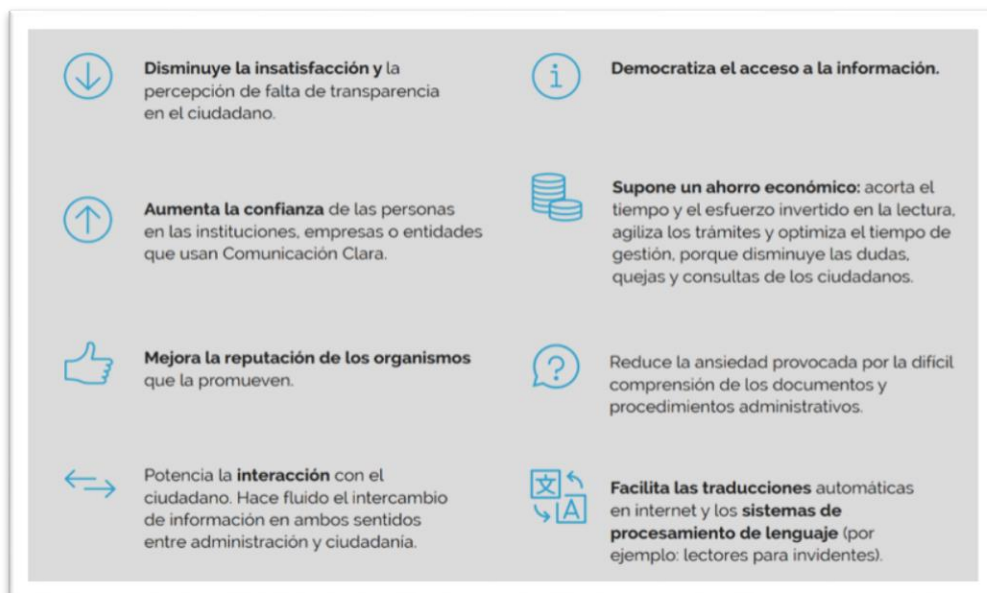 Disminuye la insatisfacción y la
percepción de falta de transparencia
en el ciudadano.
Aumenta la confianza de las personas
en las instituciones, empresas o entidades
que usan Comunicación Clara.
Mejora la reputación de los organismos
que la promueven.
Potencia la interacción con el
ciudadano. Hace fluido el intercambio
de información en ambos sentidos
entre administración y ciudadanía.
Democratiza el acceso a la información.
Supone un ahorro económico: acorta el
tiempo y el esfuerzo invertido en la lectura,
agiliza los trámites y optimiza el tiempo de
gestión, porque disminuye las dudas,
quejas y consultas de los ciudadanos.
Reduce la ansiedad provocada por la difícil
comprensión de los documentos y
procedimientos administrativos.
文
A
Facilita las traducciones automáticas
en internet y los sistemas de
procesamiento de lenguaje (por
ejemplo: lectores para invidentes).